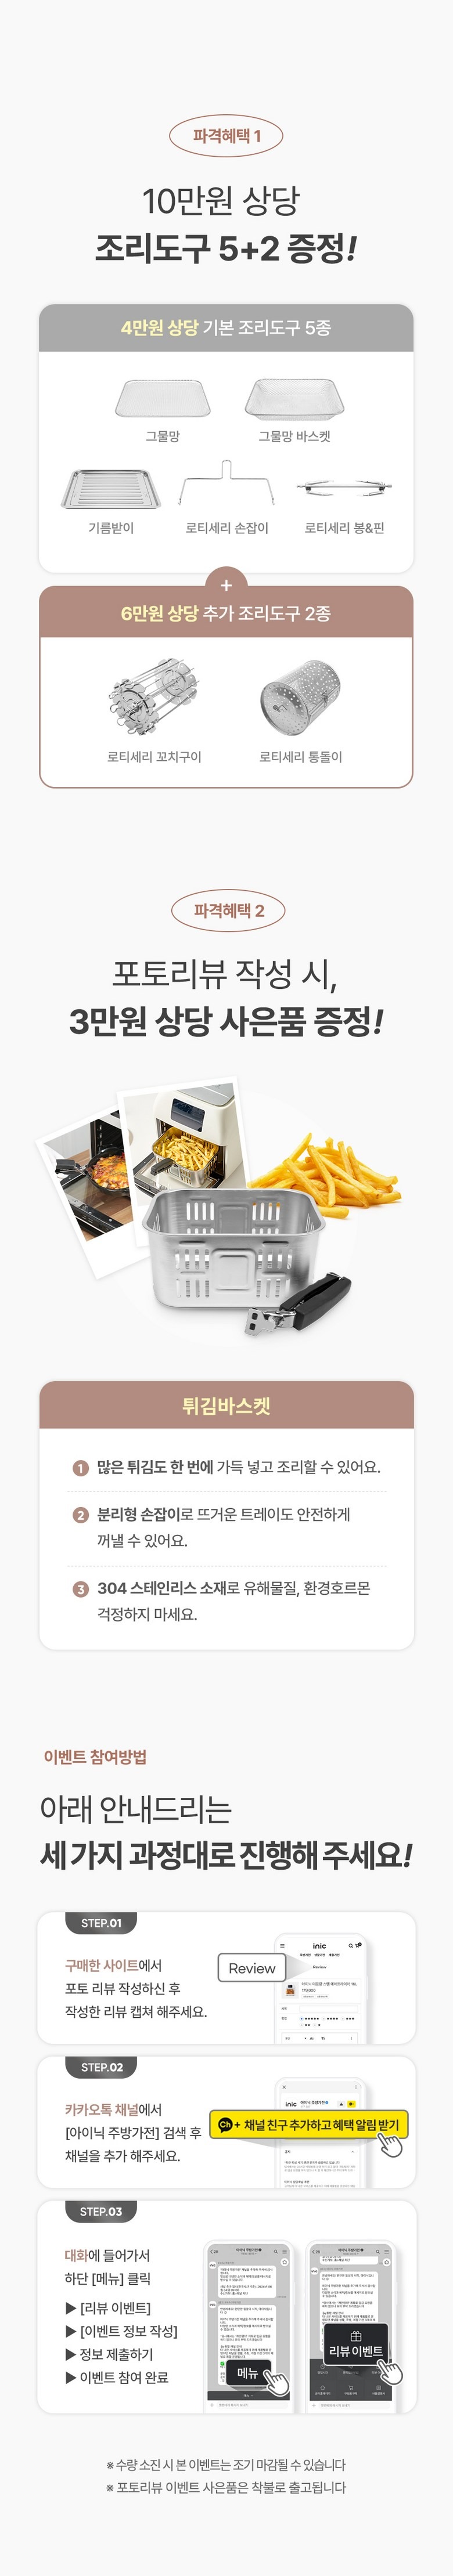 파격혜택 1
10만원 상당
조리도구 5+2 증정!
4만원 상당 기본 조리도구 5종
그물망
그물망 바스켓
기름받이
로티세리 손잡이
로티세리 봉&핀
+
6만원 상당 추가 조리도구 2종
로티세리 꼬치구이
로티세리 통돌이
파격혜택 2
포토리뷰 작성 시,
3만원 상당 사은품 증정!
튀김바스켓
1 많은 튀김도 한 번에 가득 넣고 조리할 수 있어요.
2 분리형 손잡이로 뜨거운 트레이도 안전하게
꺼낼 수 있어요.
3 304 스테인리스 소재로 유해물질, 환경호르몬
걱정하지 마세요.
이벤트 참여방법
아래 안내드리는
세 가지 과정대로 진행해 주세요!
STEP.01
구매한 사이트에서
포토 리뷰 작성하신 후
작성한 리뷰 캡쳐 해주세요.
inic
Review
STEP.02
카카오톡 채널에서
[아이닉 주방가전] 검색 후
채널을 추가 해주세요.
inic
Ch+ 채널 친구 추가하고 혜택 알림 받기
STEP.03
대화에 들어가서
하단 [메뉴] 클릭
▶ [리뷰 이벤트]
▶ [이벤트 정보 작성]
▶ 정보 제출하기
▶ 이벤트 참여 완료
메뉴
리뷰 이벤트
※ 수량 소진 시 본 이벤트는 조기 마감될 수 있습니다
※ 포토리뷰 이벤트 사은품은 착불로 출고됩니다